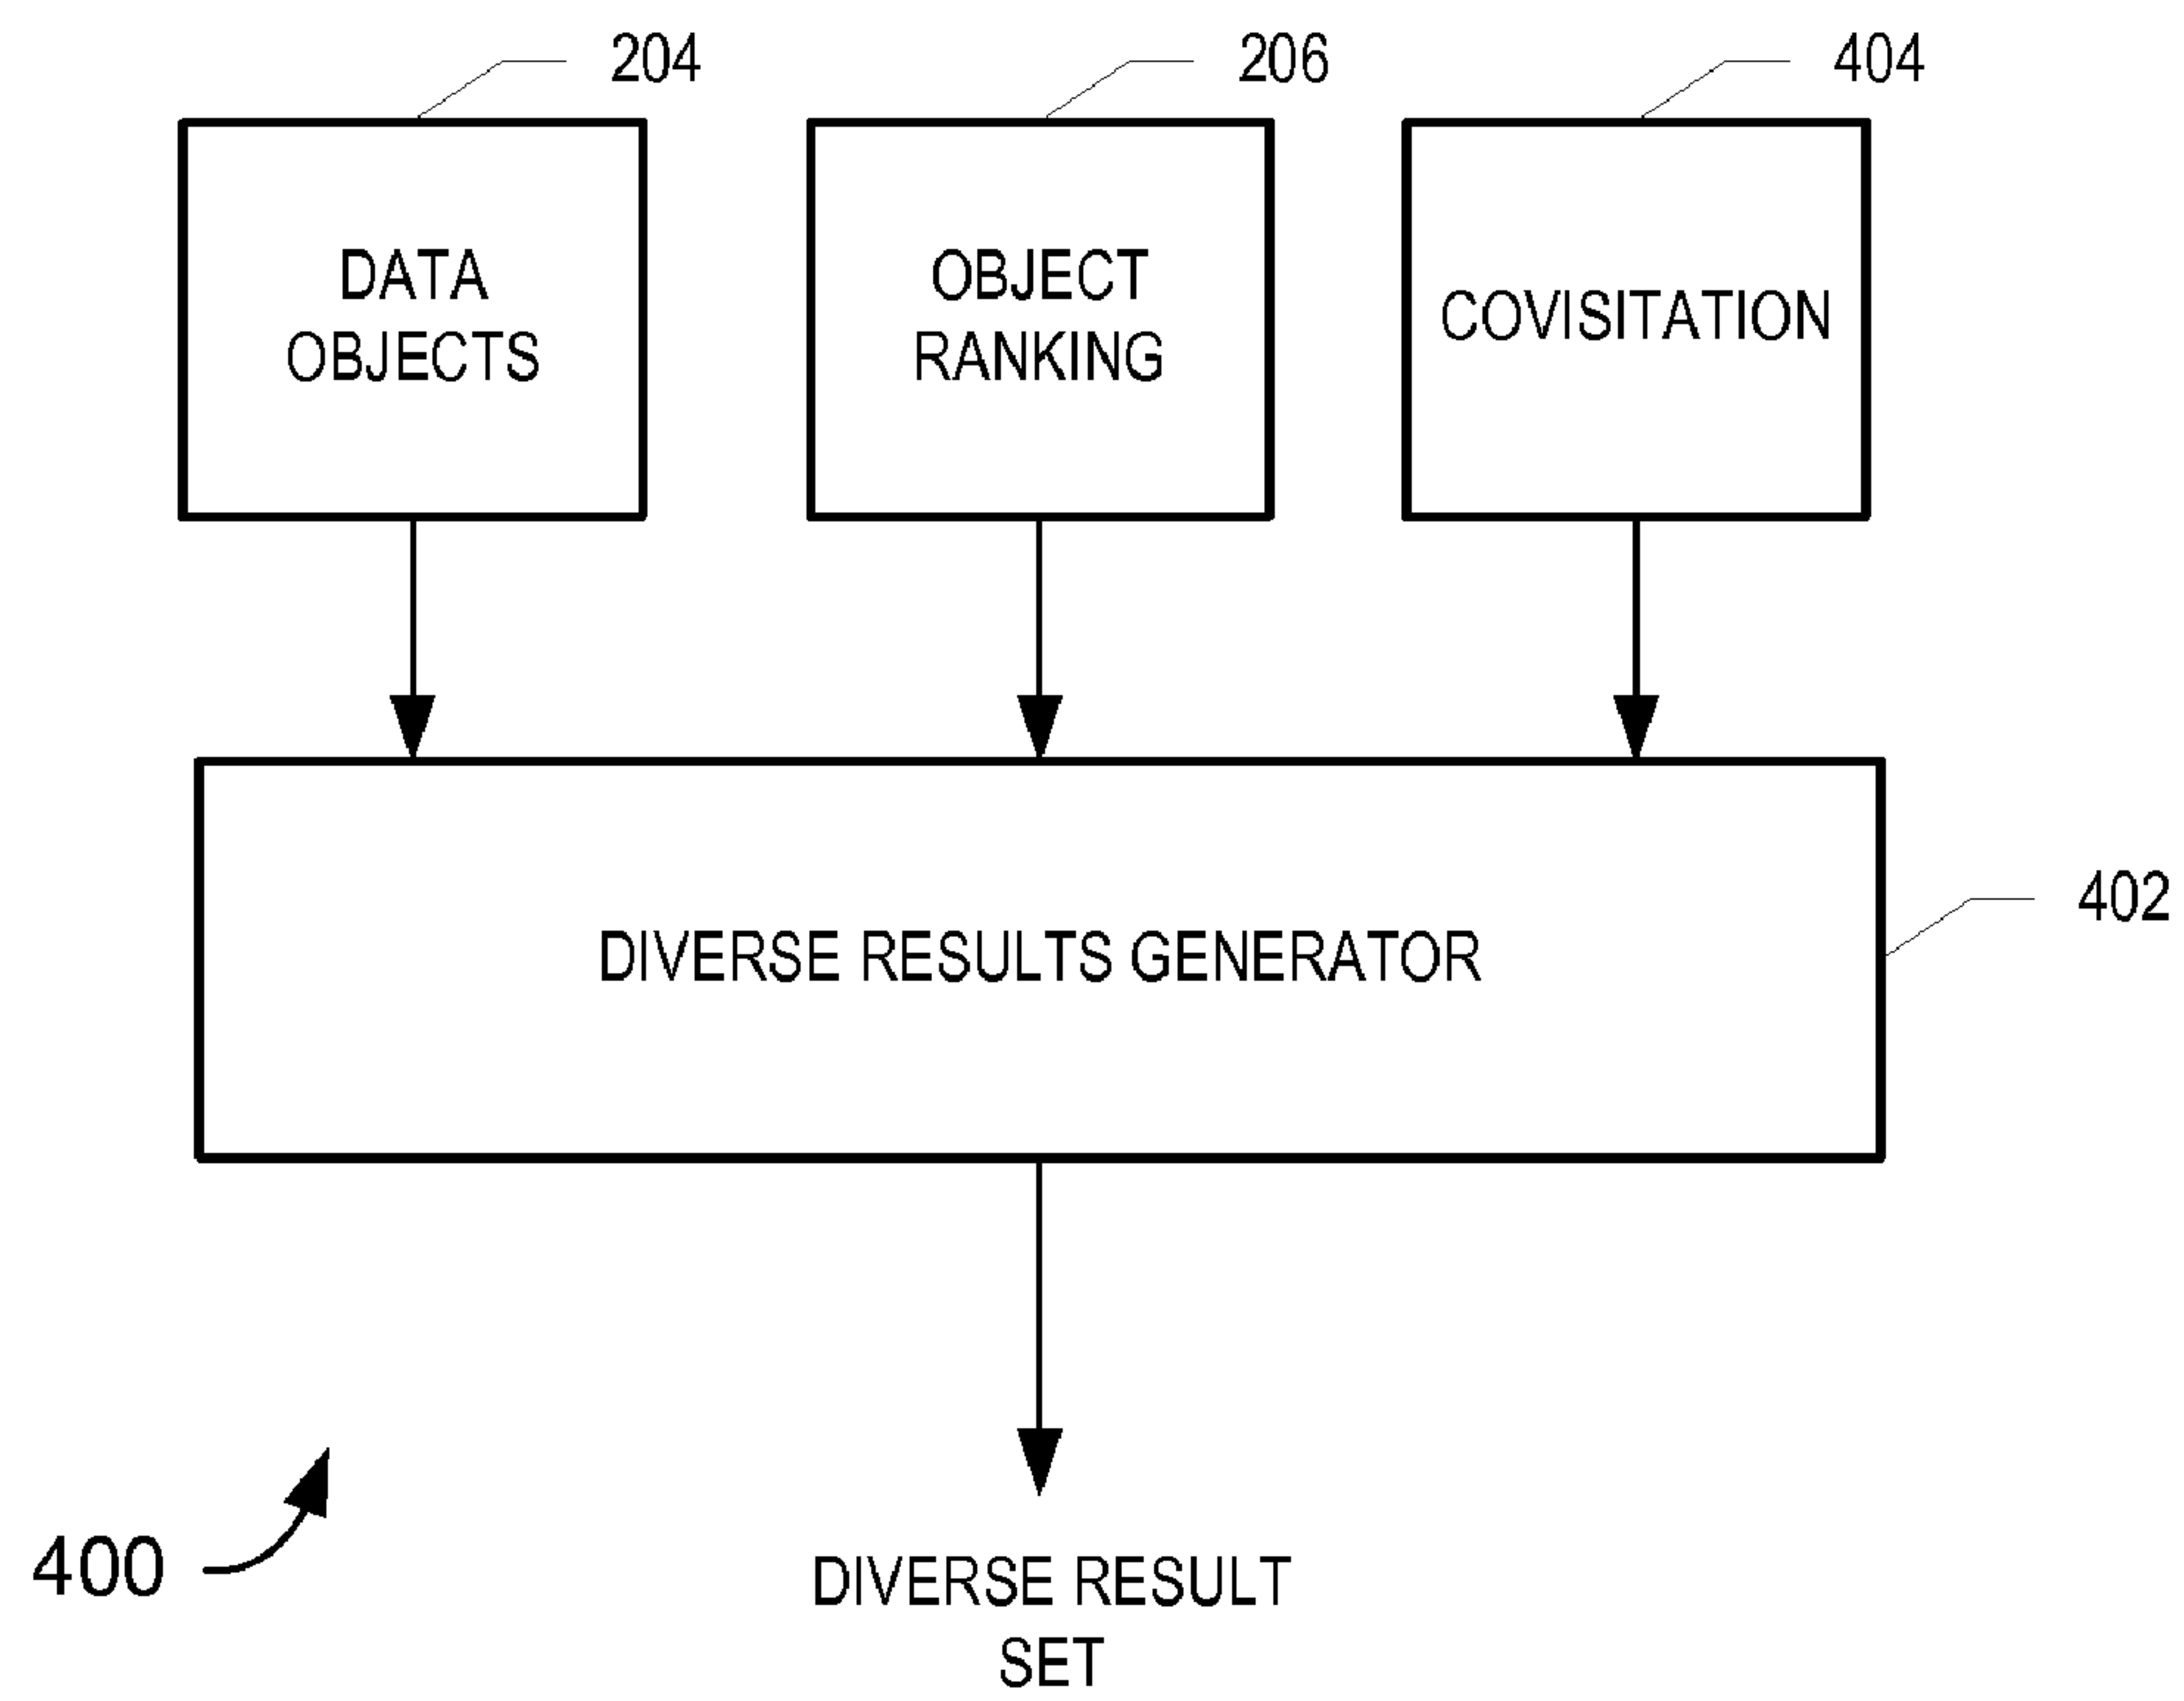 204
206
404
DATA
OBJECTS
OBJECT
RANKING
COVISITATION
402
DIVERSE RESULTS GENERATOR
400
DIVERSE RESULT
SET